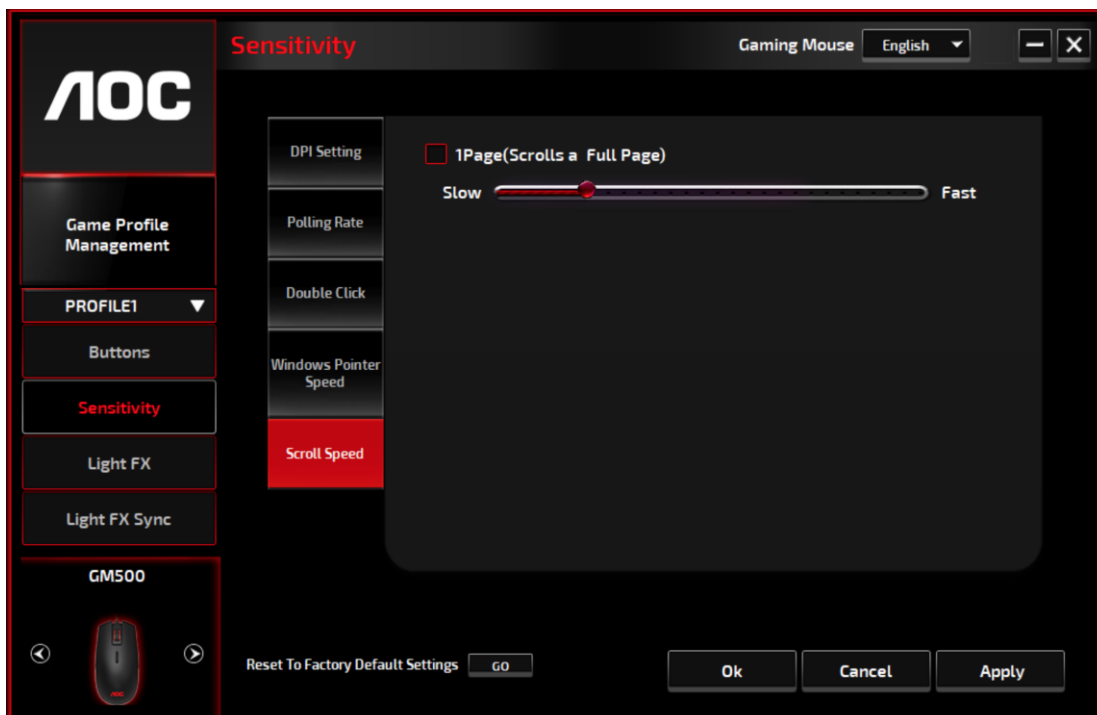 AOC
Sensitivity
Gaming Mouse English
Game Profile
Management
PROFILE1
Buttons
Sensitivity
Light FX
Light FX Sync
GM500
AOC
DPI Setting
Polling Rate
Double Click
Windows Pointer
Speed
Scroll Speed
1Page(Scrolls a Full Page)
Slow Fast
Reset To Factory Default Settings GO
Ok Cancel Apply